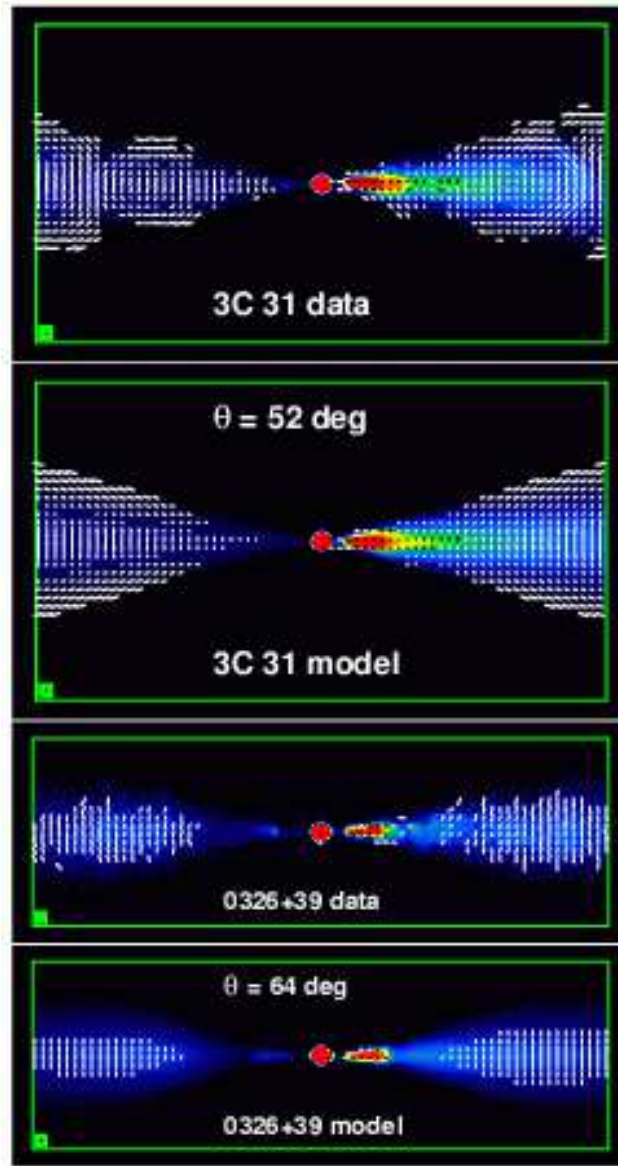 3C 31 data
θ = 52 deg
3C 31 model
0326+39 data
θ = 64 deg
0326+39 model